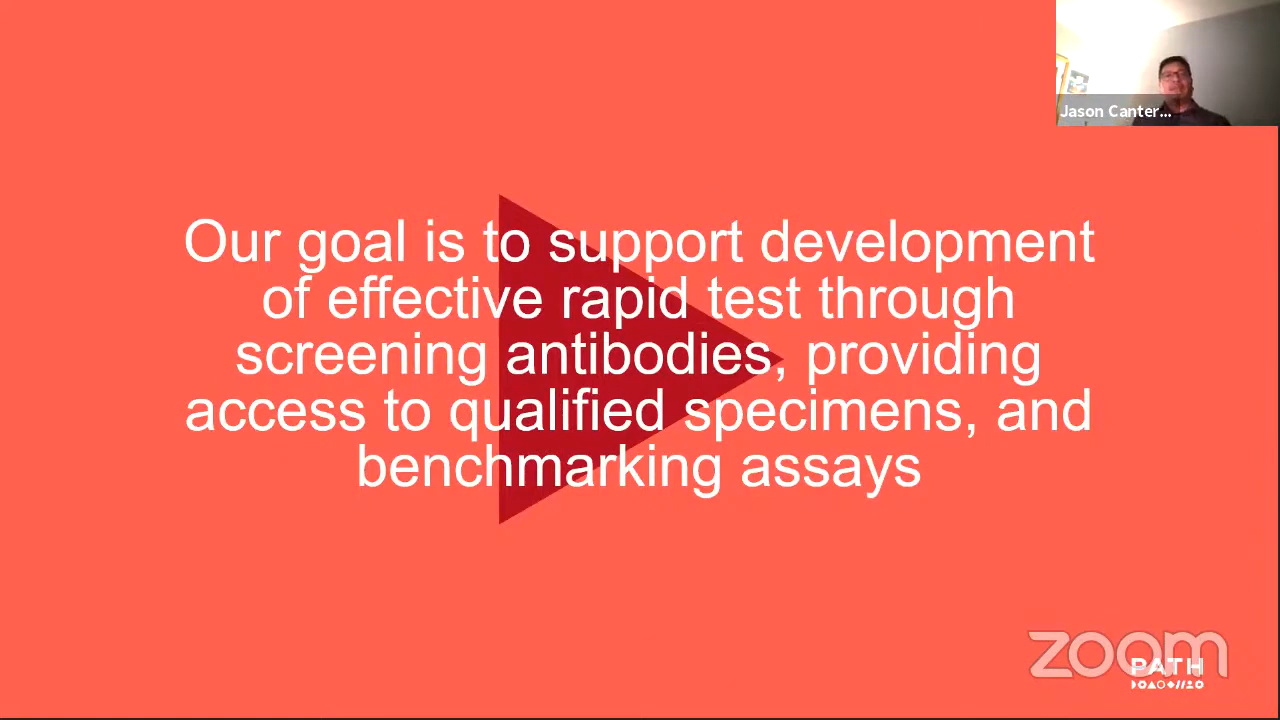 Jason Canter...
Our goal is to support development
of effective rapid test through
screening antibodies, providing
access to qualified specimens, and
benchmarking assays
zoom
PATH